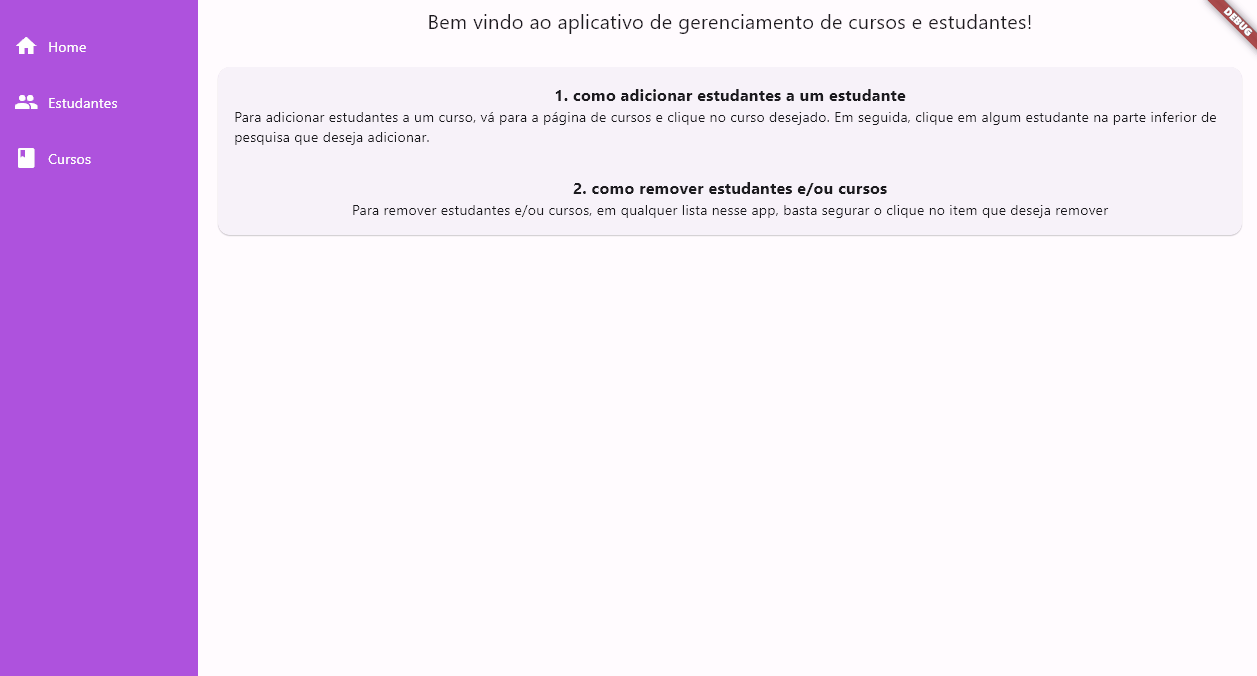 Bem vindo ao aplicativo de gerenciamento de cursos e estudantes!
DEBUG
Home
Estudantes
Cursos
1. como adicionar estudantes a um estudante
Para adicionar estudantes a um curso, vá para a página de cursos e clique no curso desejado. Em seguida, clique em algum estudante na parte inferior de
pesquisa que deseja adicionar.
2. como remover estudantes e/ou cursos
Para remover estudantes e/ou cursos, em qualquer lista nesse app, basta segurar o clique no item que deseja remover